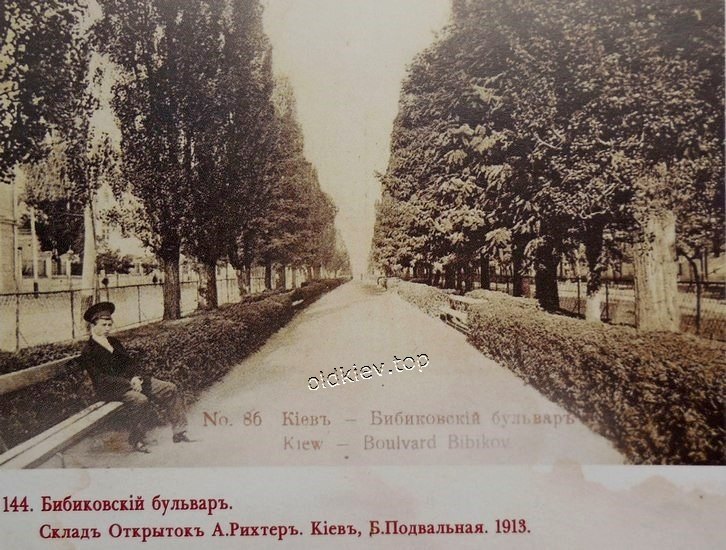 oldkiev.top
No. 86 Кіевъ – Бибиковскій бульваръ
Kiew – Boulvard Bibikov.
144. Бибиковскій бульваръ.
Складъ Открытокъ А.Рихтеръ. Кіевъ, Б.Подвальная. 1913.